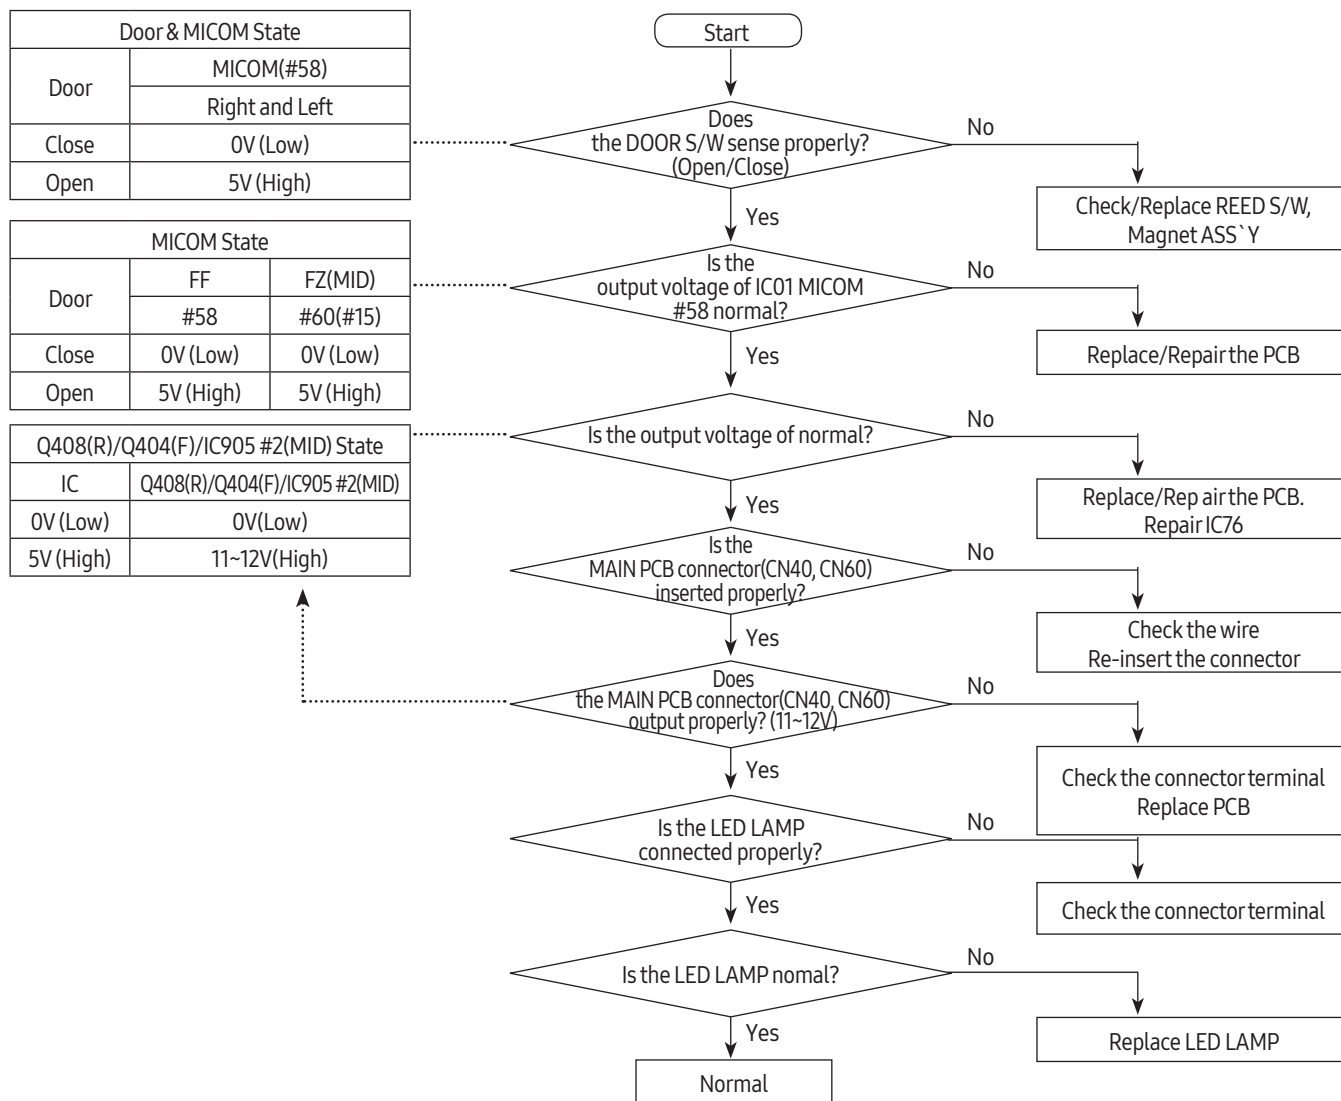 Door & MICOM State
Door
MICOM(#58)
Right and Left
Close
0V (Low)
Open
5V (High)
MICOM State
Door
FF
FZ(MID)
#58
#60(#15)
Close
0V (Low)
0V (Low)
Open
5V (High)
5V (High)
Q408(R)/Q404(F)/IC905 #2(MID) State
IC
Q408(R)/Q404(F)/IC905 #2(MID)
0V (Low)
0V(Low)
5V (High)
11~12V(High)
Start
Does
the DOOR S/W sense properly?
(Open/Close)
No
Check/Replace REED S/W,
Magnet ASS`Y
Yes
Is the
output voltage of IC01 MICOM
#58 normal?
No
Replace/Repair the PCB
Yes
Is the output voltage of normal?
No
Replace/Rep air the PCB.
Repair IC76
Yes
Is the
MAIN PCB connector(CN40, CN60)
inserted properly?
No
Check the wire
Re-insert the connector
Yes
Does
the MAIN PCB connector(CN40, CN60)
output properly? (11~12V)
No
Check the connector terminal
Replace PCB
Yes
Is the LED LAMP
connected properly?
No
Check the connector terminal
Yes
Is the LED LAMP nomal?
No
Replace LED LAMP
Yes
Normal